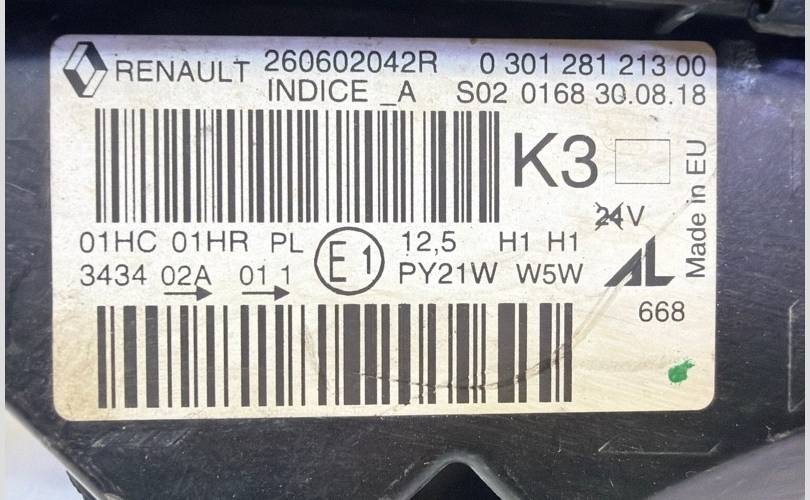 RENAULT 260602042R 0 301 281 213 00
INDICE _A S02 0168 30.08.18
K3
Made in EU
24V
01HC 01HR PL E1 12,5 H1 H1
3434 02A 01 1 PY21W W5W AL
668